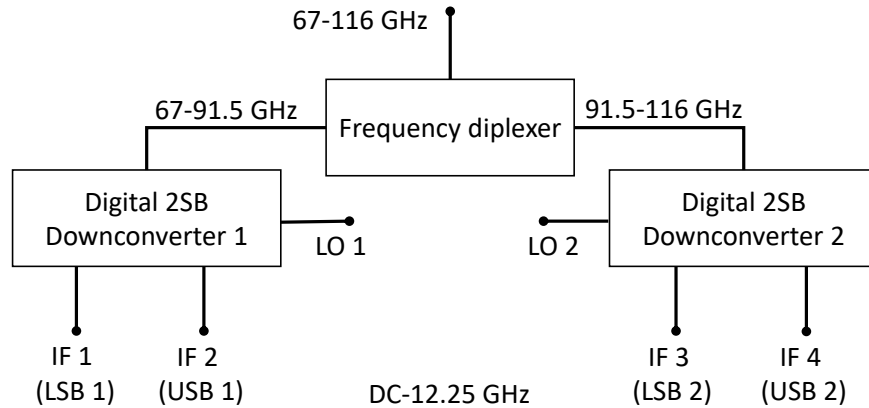 67-116 GHz
67-91.5 GHz
Frequency diplexer
91.5-116 GHz
Digital 2SB
Downconverter 1
LO 1
LO 2
Digital 2SB
Downconverter 2
IF 1
(LSB 1)
IF 2
(USB 1)
DC-12.25 GHz
IF 3
(LSB 2)
IF 4
(USB 2)